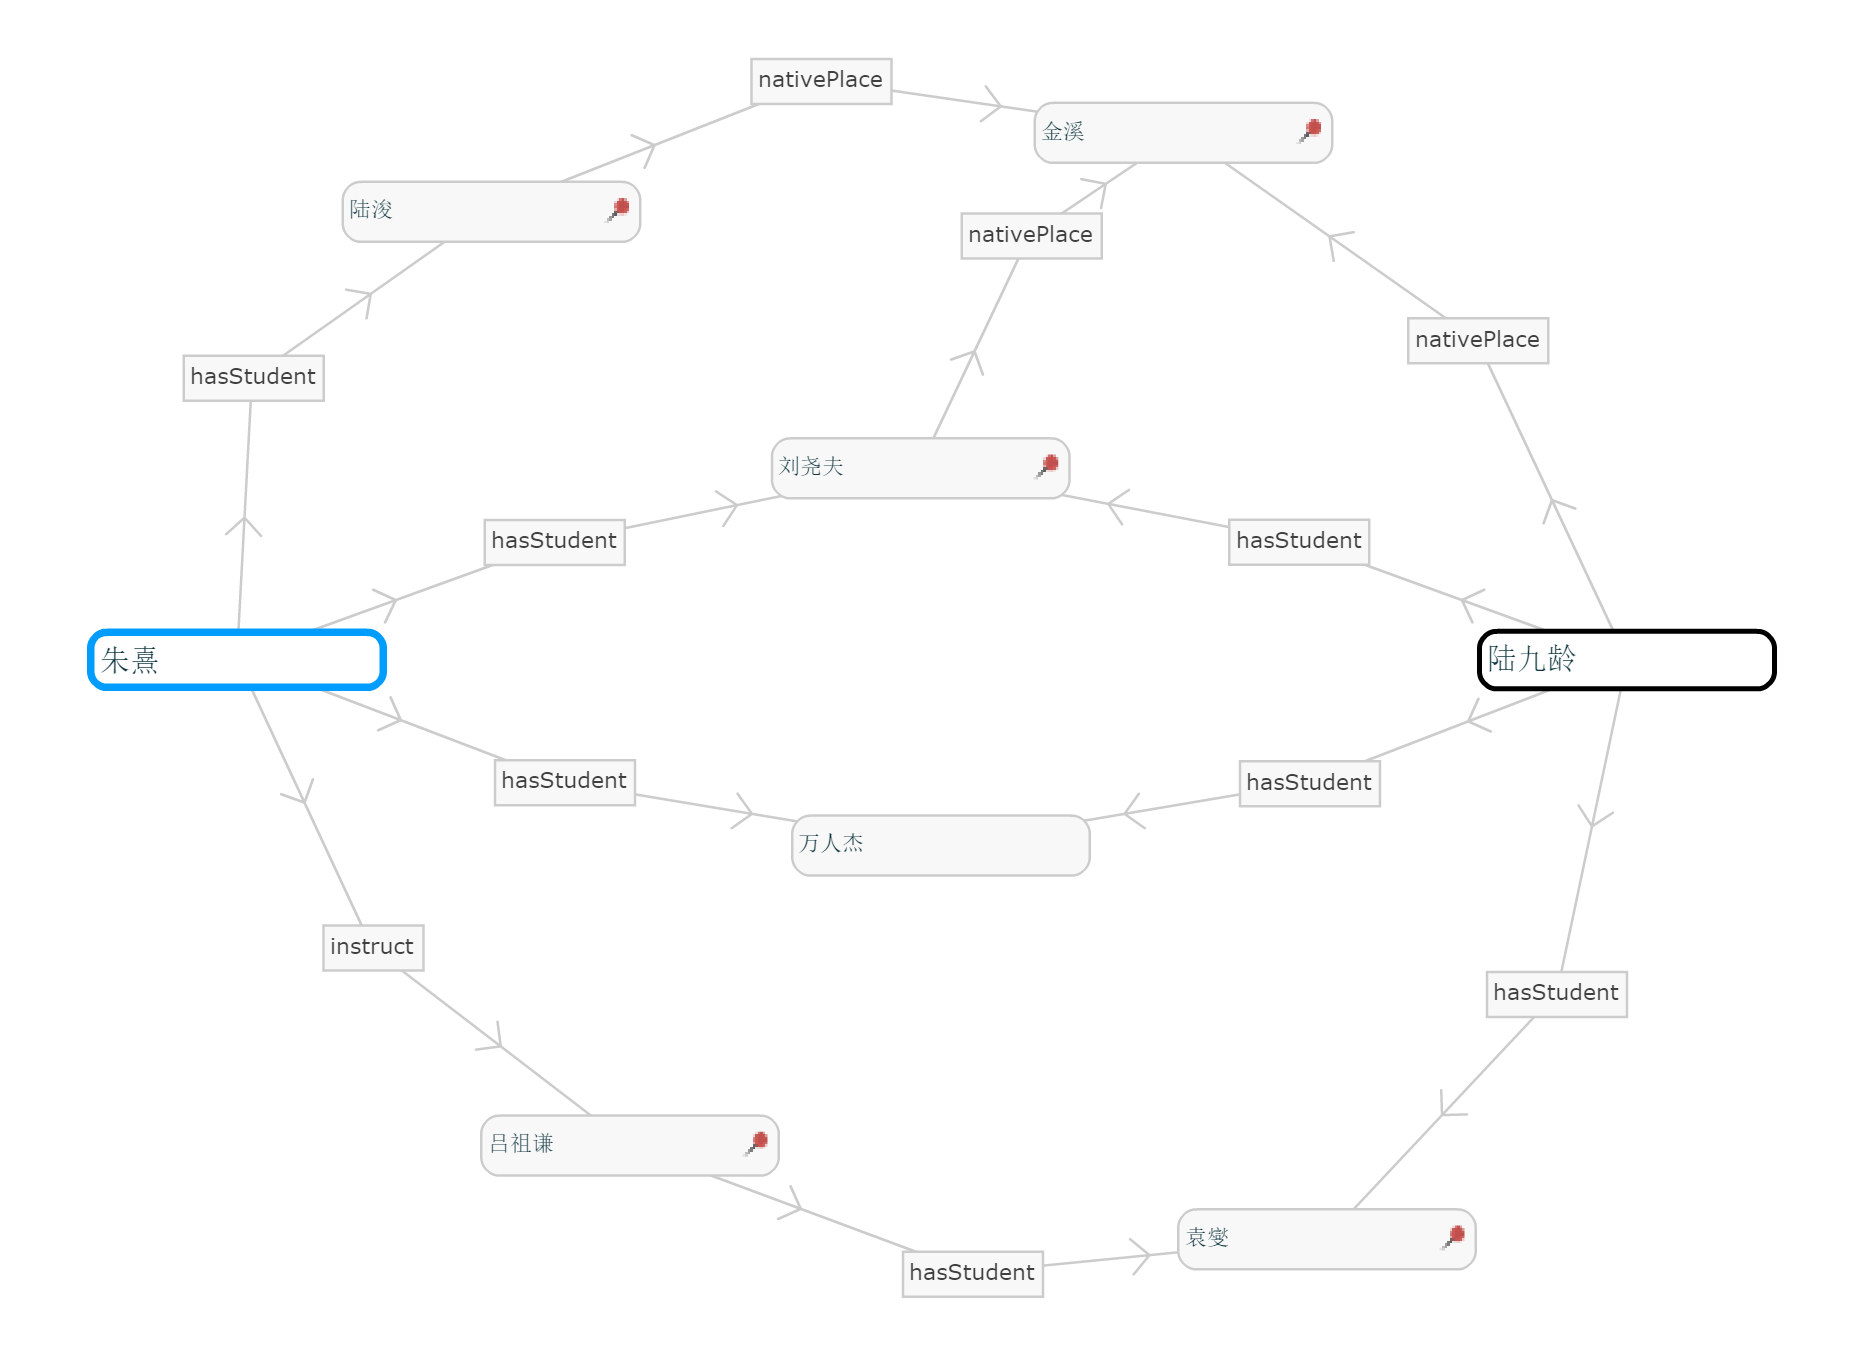 nativePlace
金溪
陆浚
nativePlace
nativePlace
hasStudent
刘尧夫
hasStudent
hasStudent
朱熹
陆九龄
hasStudent
hasStudent
万人杰
instruct
hasStudent
吕祖谦
袁燮
hasStudent